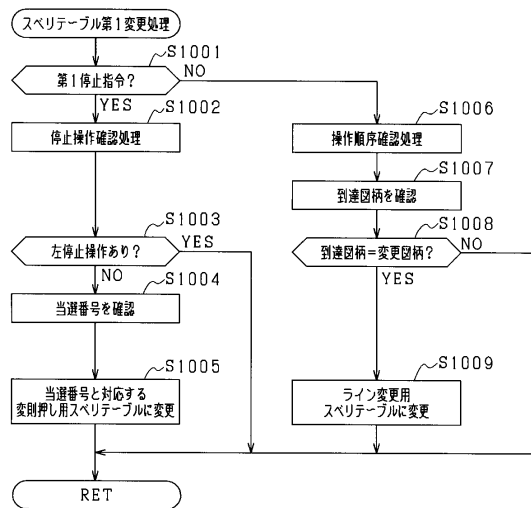 スベリテーブル第1変更処理
S1001
第1停止指令?
NO
YES
S1002
停止操作確認処理
S1003
左停止操作あり?
YES
NO
S1004
当選番号を確認
S1005
当選番号と対応する
変則押し用スベリテーブルに変更
S1006
操作順序確認処理
S1007
到達図柄を確認
S1008
到達図柄=変更図柄?
NO
YES
S1009
ライン変更用
スベリテーブルに変更
RET